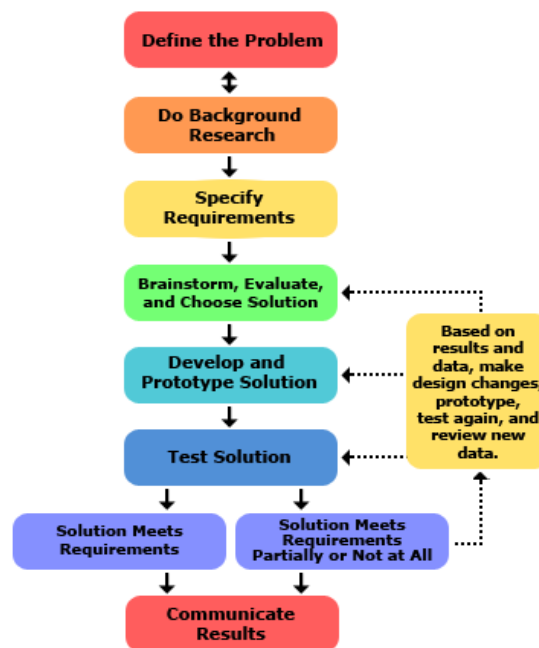 Define the Problem
Do Background
Research
Specify
Requirements
Brainstorm, Evaluate,
and Choose Solution
Develop and
Prototype Solution
Test Solution
Based on
results and
data, make
design changes,
prototype,
test again, and
review new
data.
Solution Meets
Requirements
Solution Meets
Requirements
Partially or Not at All
Communicate
Results